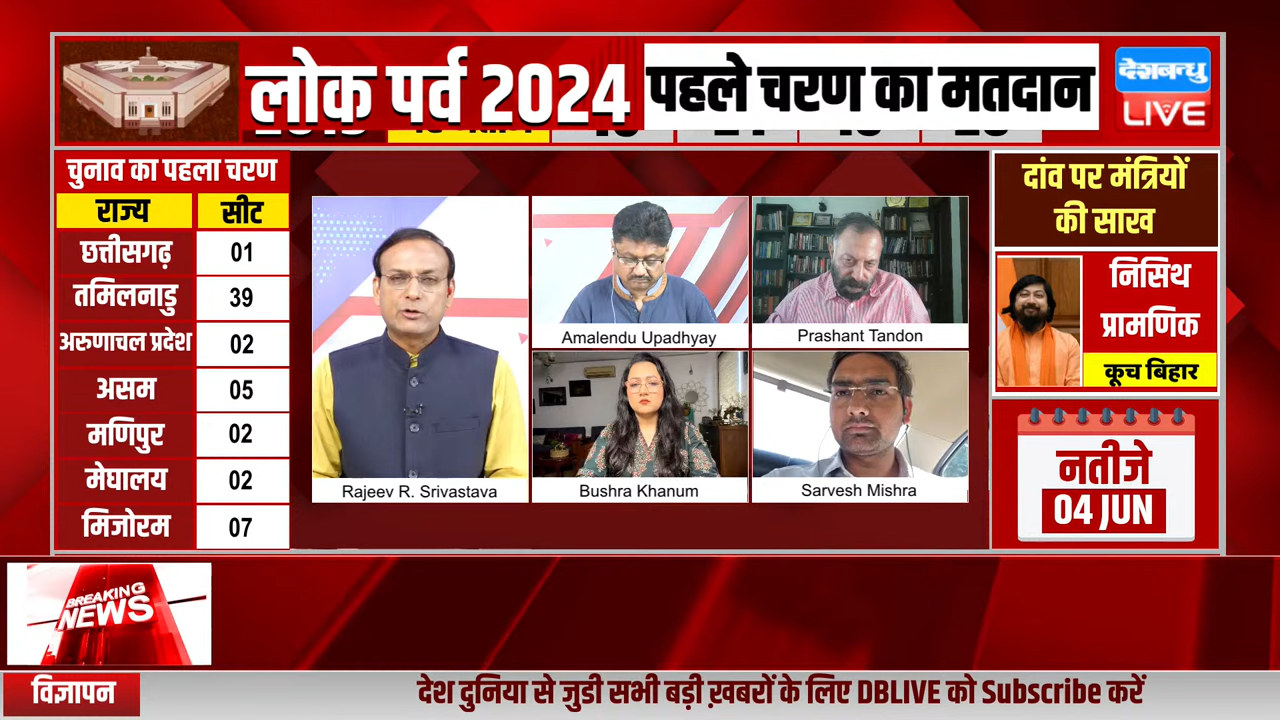 लोक पर्व 2024
पहले चरण का मतदान
देशबन्धु
LIVE
चुनाव का पहला चरण
राज्य सीट
छत्तीसगढ़ 01
तमिलनाडु 39
अरुणाचल प्रदेश 02
असम 05
मणिपुर 02
मेघालय 02
मिजोरम 07
Amalendu Upadhyay
Prashant Tandon
Rajeev R. Srivastava
Bushra Khanum
Sarvesh Mishra
दांव पर मंत्रियों
की साख
निसिथ
प्रामणिक
कूच बिहार
नतीजे
04 JUN
BREAKING
NEWS
विज्ञापन
देश दुनिया से जुडी सभी बड़ी ख़बरों के लिए DBLIVE को Subscribe करें